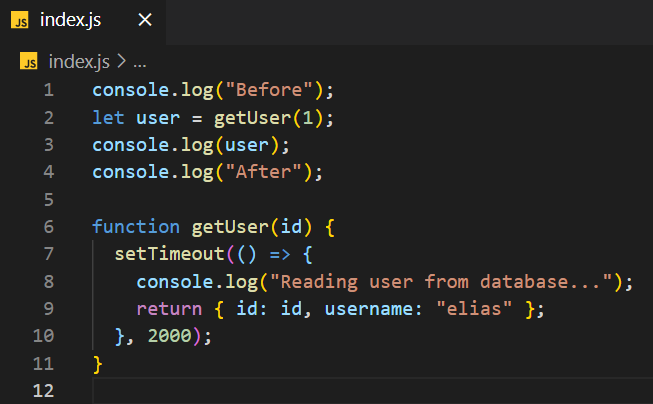 JS index.js ×
JS index.js > ...
1 console.log("Before");
2 let user = getUser(1);
3 console.log(user);
4 console.log("After");
5
6 function getUser(id) {
7   setTimeout(() => {
8     console.log("Reading user from database...");
9     return { id: id, username: "elias" };
10   }, 2000);
11 }
12